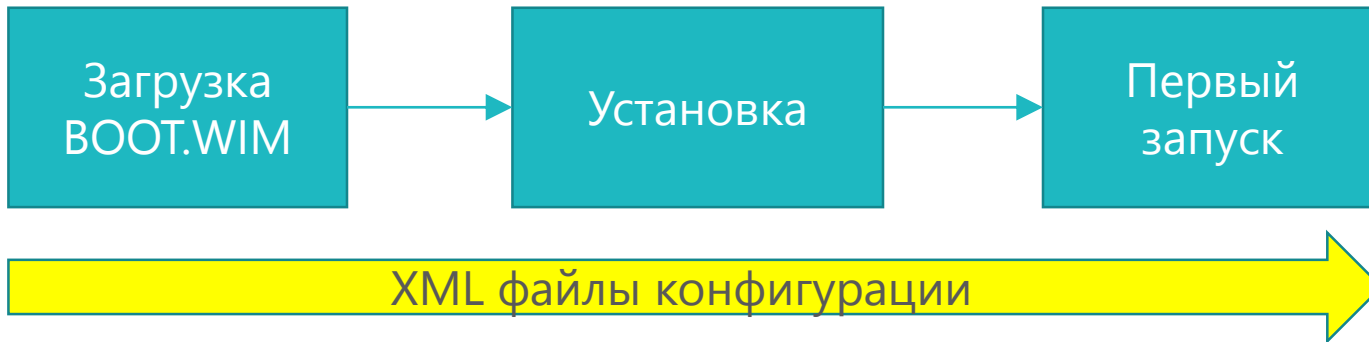 Загрузка
BOOT.WIM
Установка
Первый
запуск
XML файлы конфигурации